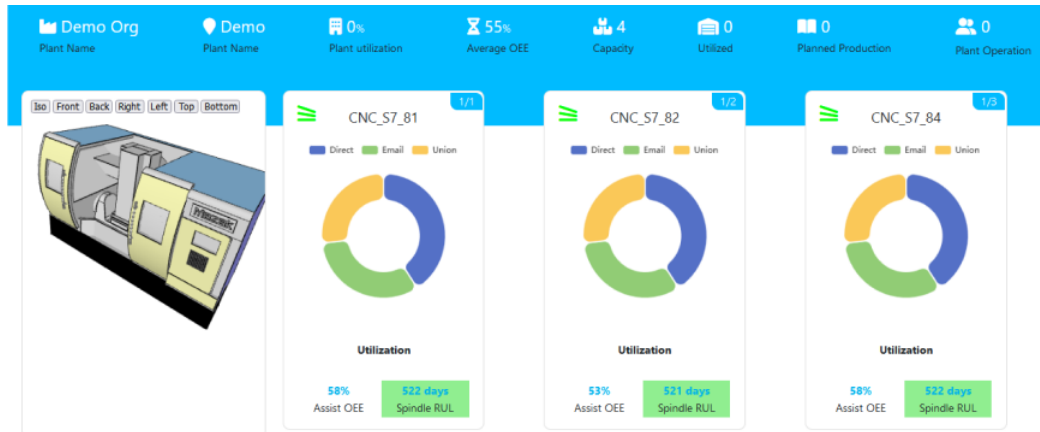 Demo Org
Plant Name
Demo
Plant Name
0%
Plant utilization
55%
Average OEE
4
Capacity
0
Utilized
0
Planned Production
0
Plant Operation
Iso Front Back Right Left Top Bottom
1/1
CNC_S7_81
Direct Email Union
Utilization
58%
Assist OEE
522 days
Spindle RUL
1/2
CNC_S7_82
Direct Email Union
Utilization
53%
Assist OEE
521 days
Spindle RUL
1/3
CNC_S7_84
Direct Email Union
Utilization
58%
Assist OEE
522 days
Spindle RUL